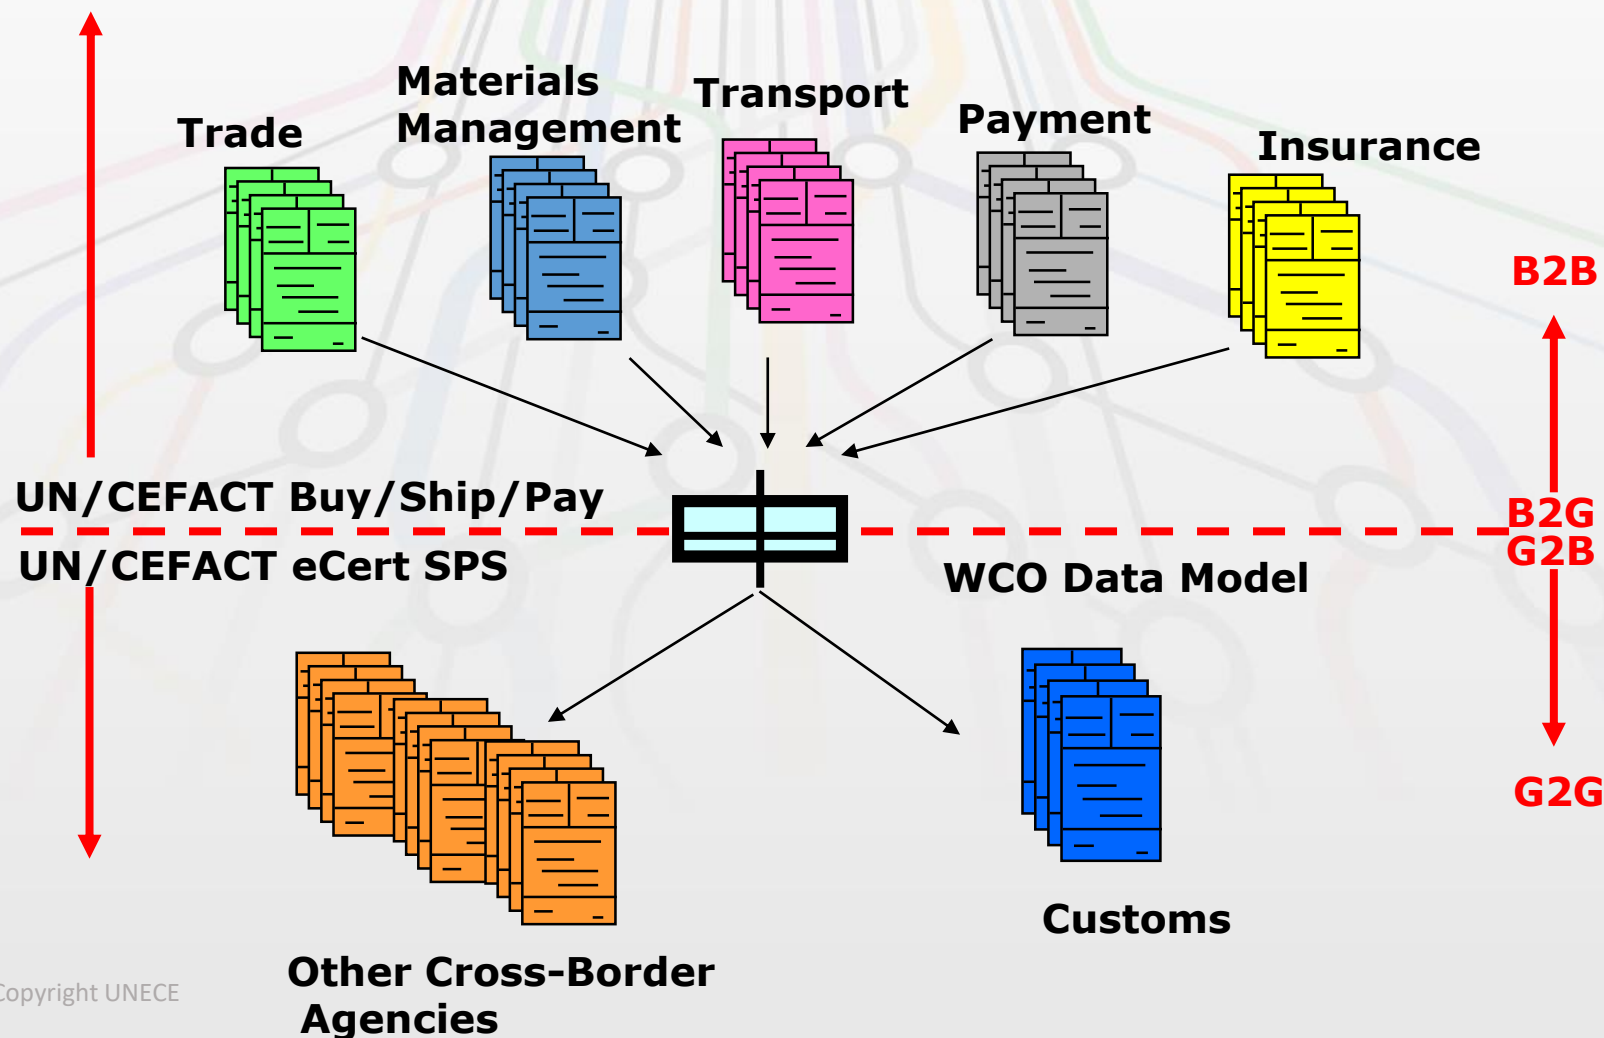 Materials
Management
Transport
Trade
Payment
Insurance
B2B
UN/CEFACT Buy/Ship/Pay
B2G
UN/CEFACT eCert SPS
G2B
WCO Data Model
G2G
Customs
Other Cross-Border
Agencies
Copyright UNECE